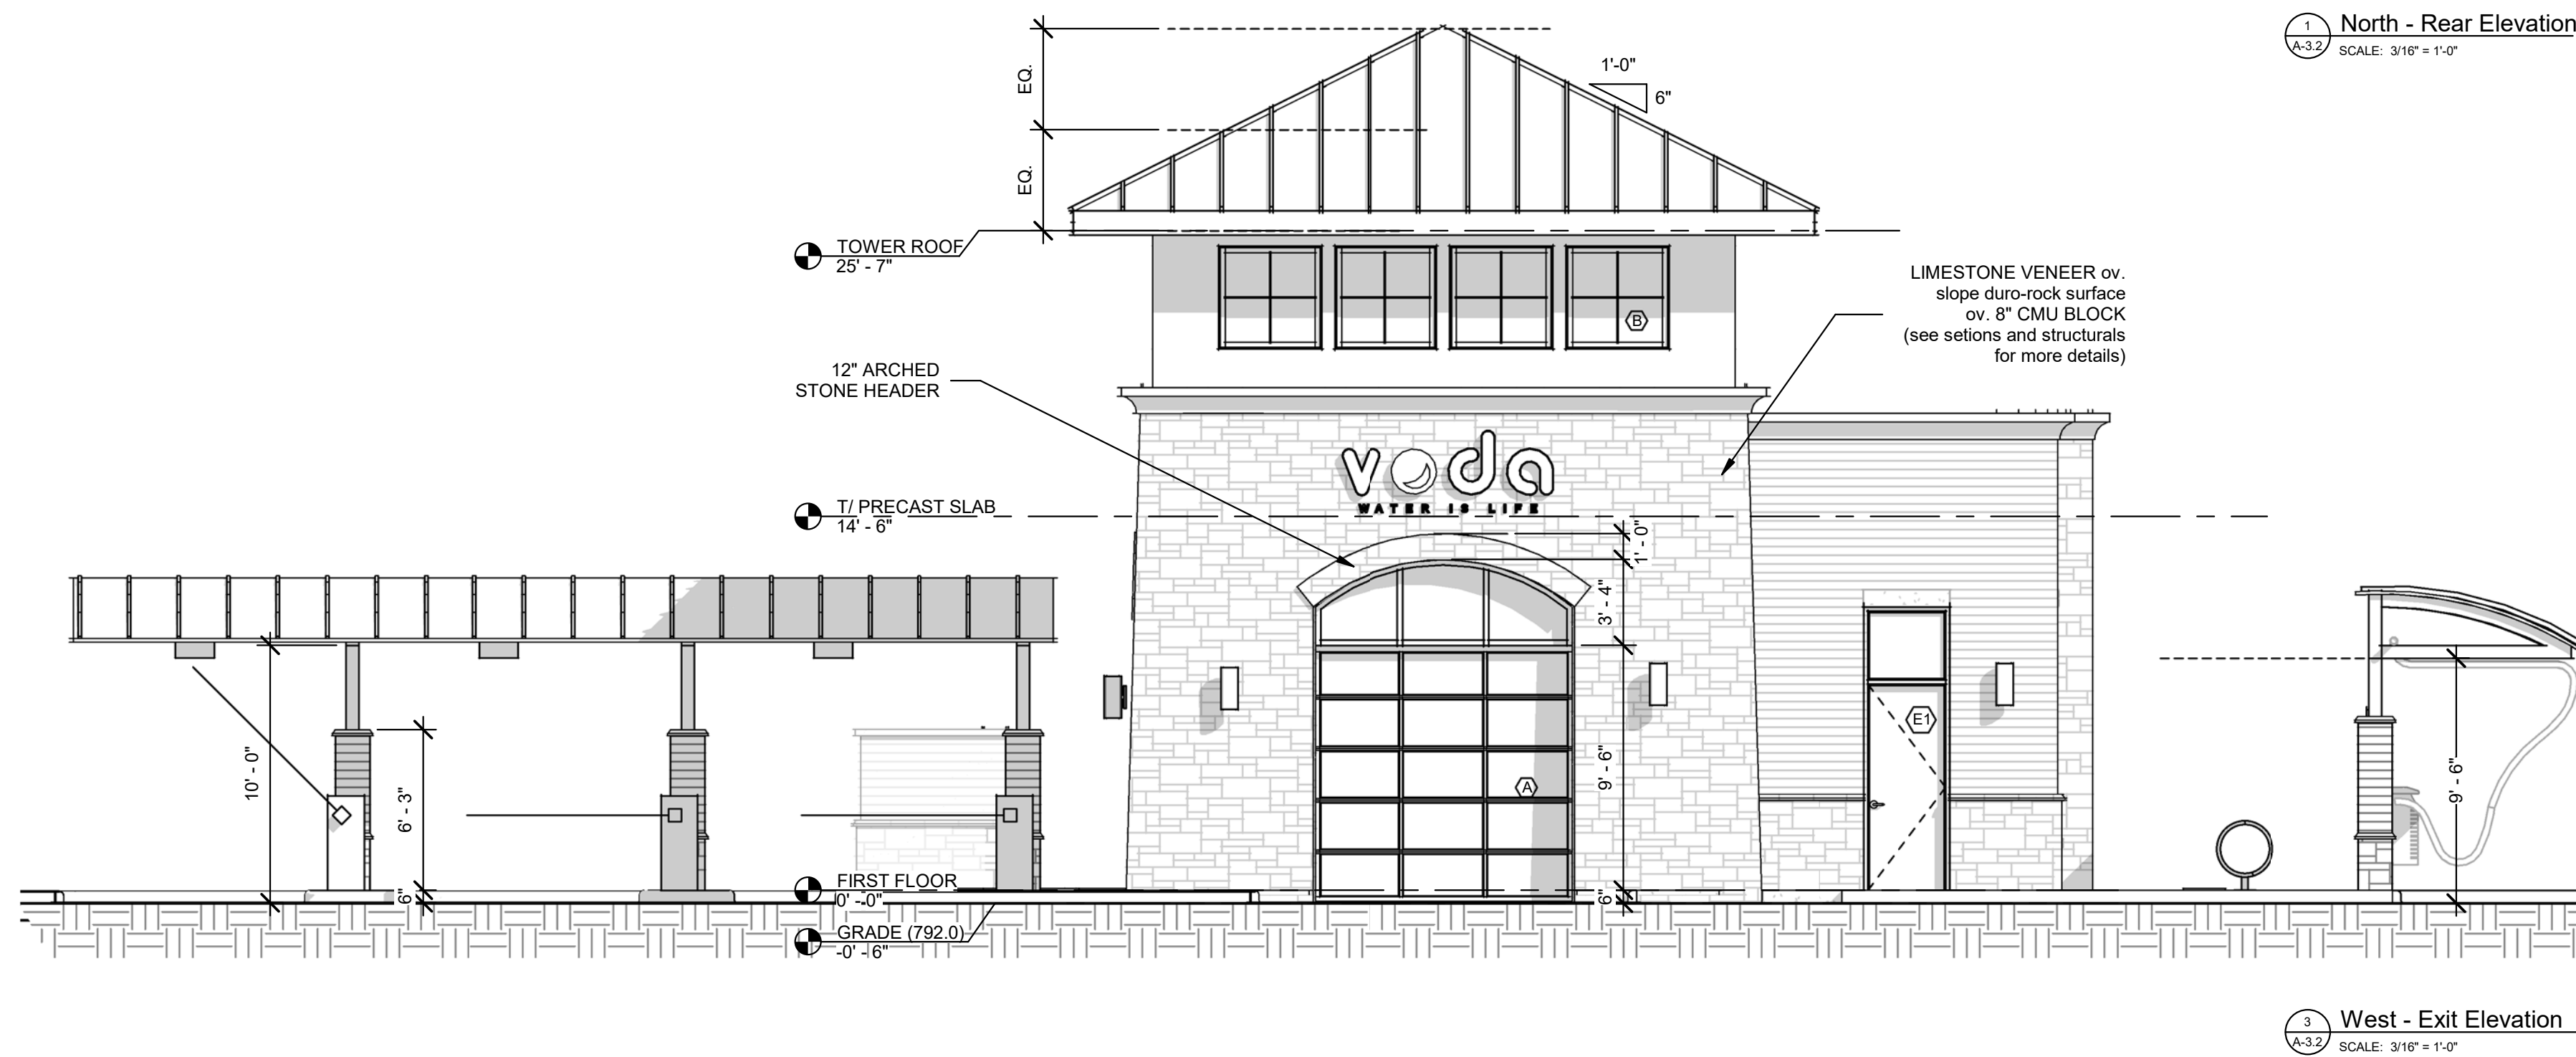 1
A-3.2
North - Rear Elevation
SCALE: 3/16" = 1'-0"
EQ.
EQ.
1'-0"
6"
TOWER ROOF
25' - 7"
B
LIMESTONE VENEER ov.
slope duro-rock surface
ov. 8" CMU BLOCK
(see setions and structurals
for more details)
12" ARCHED
STONE HEADER
voda
WATER IS LIFE
T/ PRECAST SLAB
14' - 6"
1' - 0"
3' - 4"
9' - 6"
6"
A
E1
10' - 0"
6' - 3"
6"
9' - 6"
FIRST FLOOR
0' - 0"
GRADE (792.0)
-0' - 6"
3
A-3.2
West - Exit Elevation
SCALE: 3/16" = 1'-0"